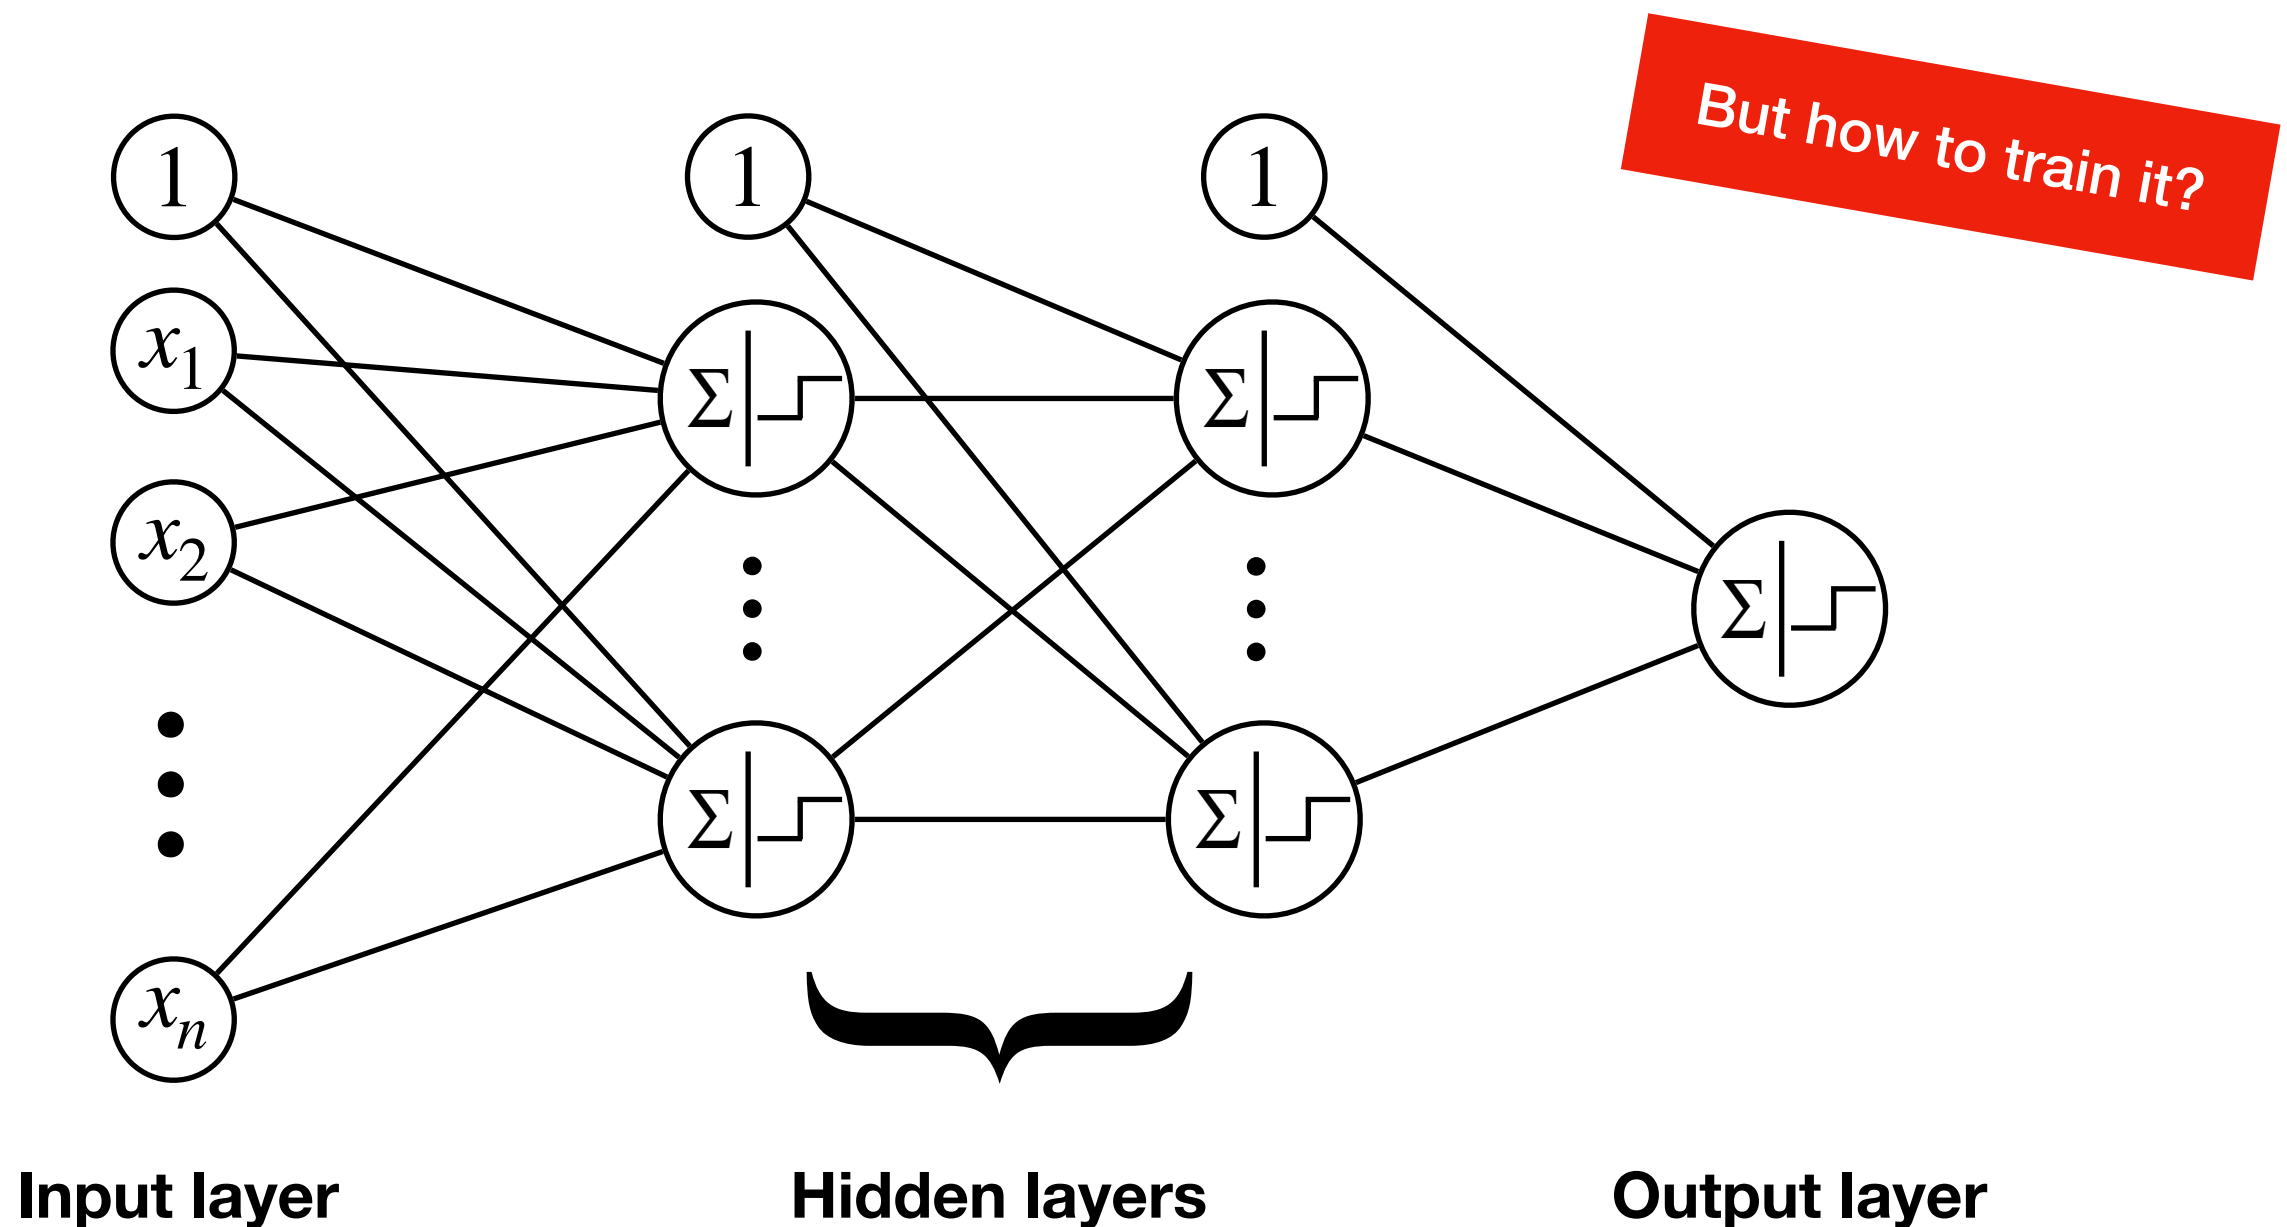 But how to train it?
1
1
1
x₁
Σ
Σ
x₂
Σ
Σ
Σ
xₙ
Input layer
Hidden layers
Output layer